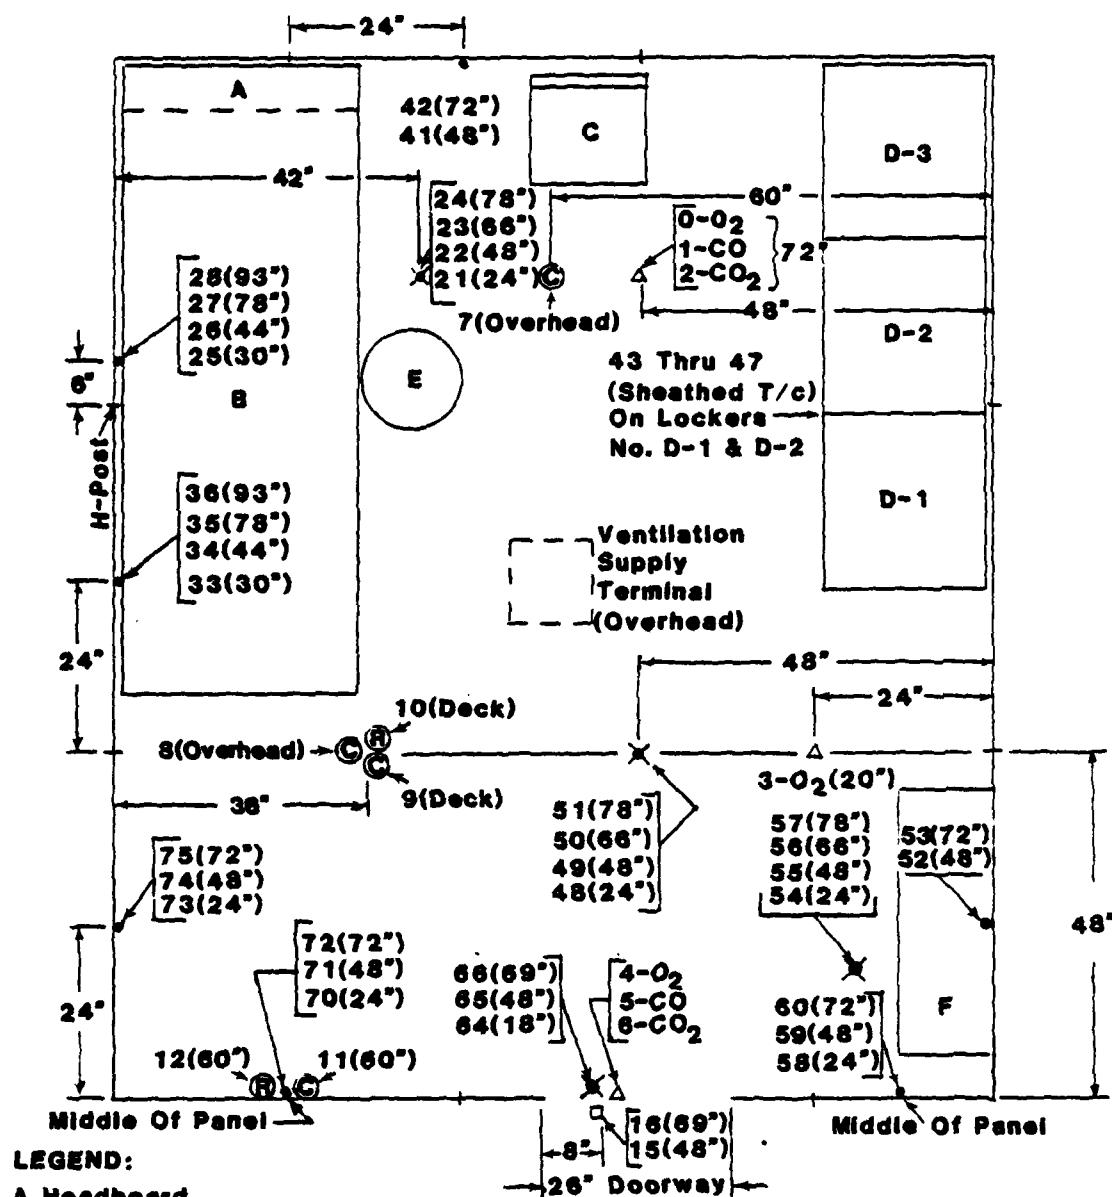 24"
A
42(72")
41(48")
C
D-3
42"
60"
24(78")
23(66")
22(48")
21(24")
C
7(Overhead)
0-O2
1-CO
2-CO2
72"
48"
28(93")
27(78")
26(44")
25(30")
6"
B
E
D-2
43 Thru 47
(Sheathed T/c)
On Lockers
No. D-1 & D-2
H-Post
36(93")
35(78")
34(44")
33(30")
D-1
Ventilation
Supply
Terminal
(Overhead)
24"
48"
24"
10(Deck)
R
8(Overhead)
C
C
9(Deck)
36"
3-O2(20")
51(78")
50(66")
49(48")
48(24")
57(78")
56(66")
55(48")
54(24")
53(72")
52(48")
48"
75(72")
74(48")
73(24")
24"
72(72")
71(48")
70(24")
66(69")
65(48")
64(18")
4-O2
5-CO
6-CO2
60(72")
59(48")
58(24")
F
12(60")
R
C
11(60")
Middle Of Panel
Middle Of Panel
16(69")
15(48")
8"
26" Doorway
LEGEND:
A Headboard